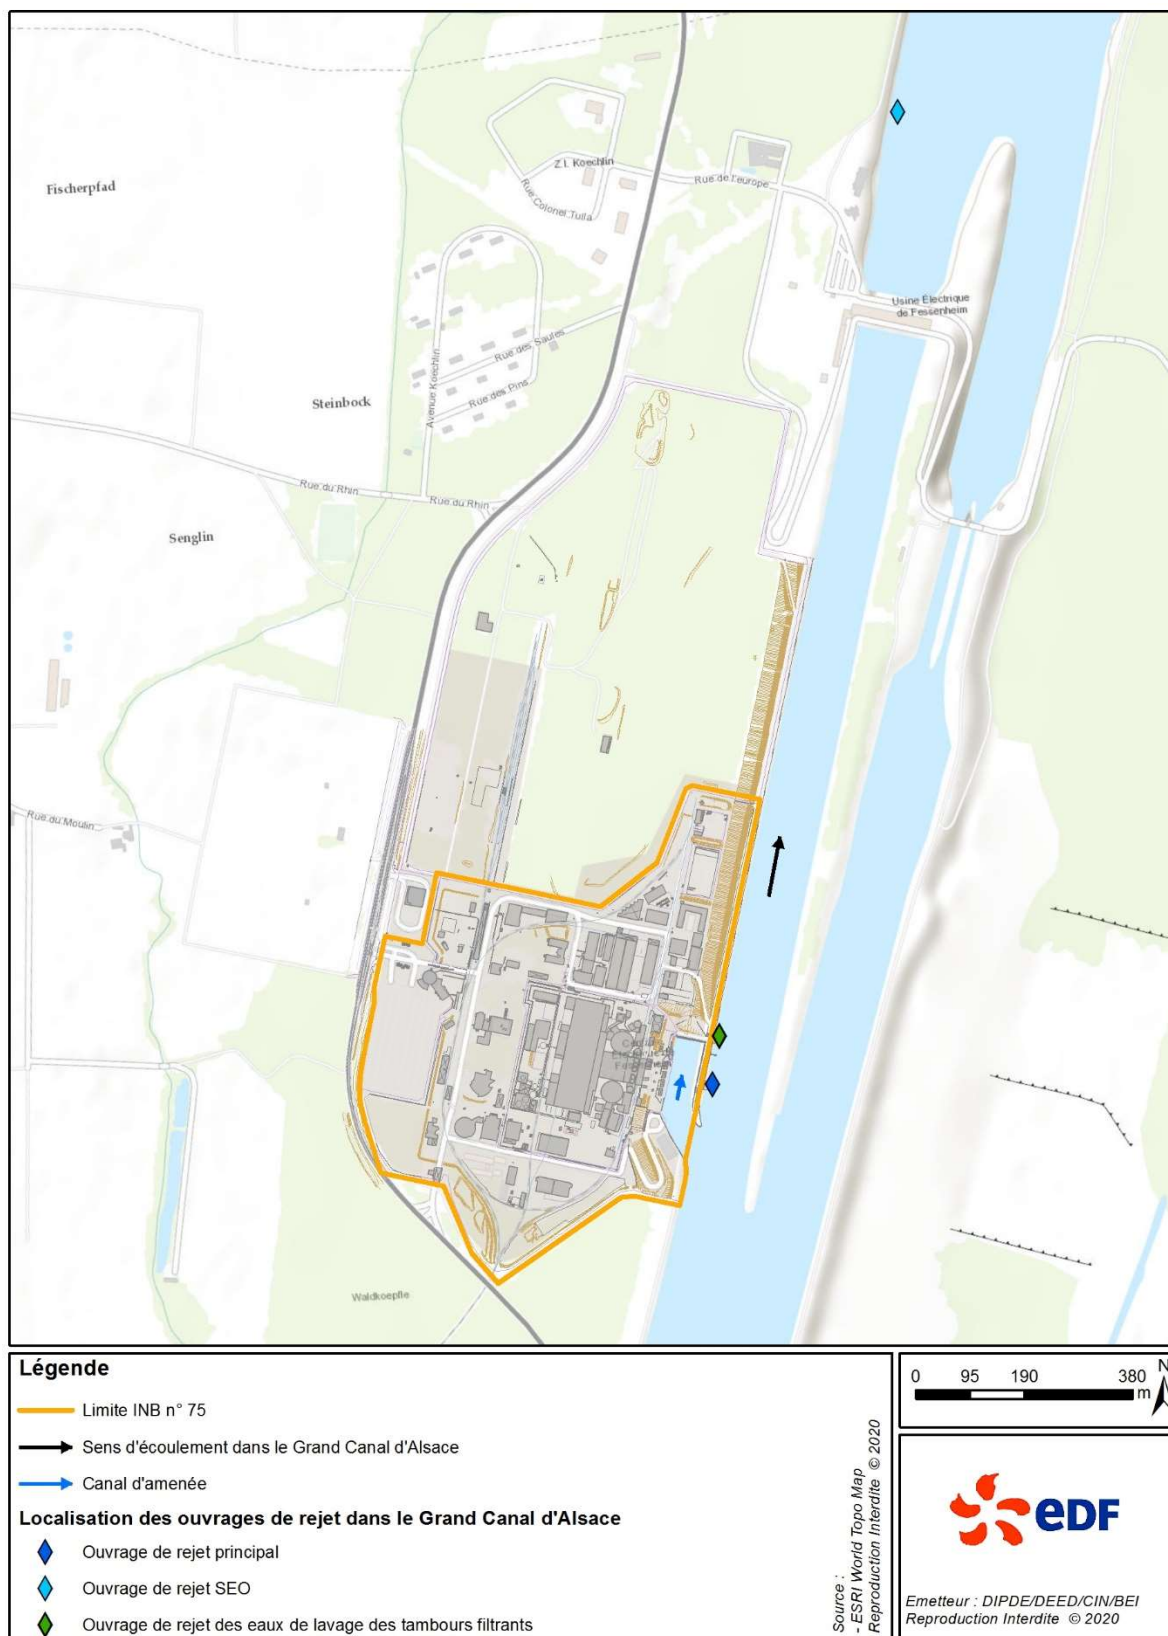 Fischerpfad
Z.I. Koechlin
Rue de l'europe
Rue Colonel Tulla
Usine Électrique
de Fessenheim
Avenue Koechlin
Rue des Saules
Rue des Pins
Steinbock
Rue du Rhin
Rue du Rhin
Senglin
Rue du Moulin
Waldkoepfle
Légende
Limite INB n° 75
Sens d'écoulement dans le Grand Canal d'Alsace
Canal d'amenée
Localisation des ouvrages de rejet dans le Grand Canal d'Alsace
Ouvrage de rejet principal
Ouvrage de rejet SEO
Ouvrage de rejet des eaux de lavage des tambours filtrants
Source :
- ESRI World Topo Map
Reproduction Interdite © 2020
0 95 190 380
m
N
eDF
Emetteur : DIPDE/DEED/CIN/BEI
Reproduction Interdite © 2020